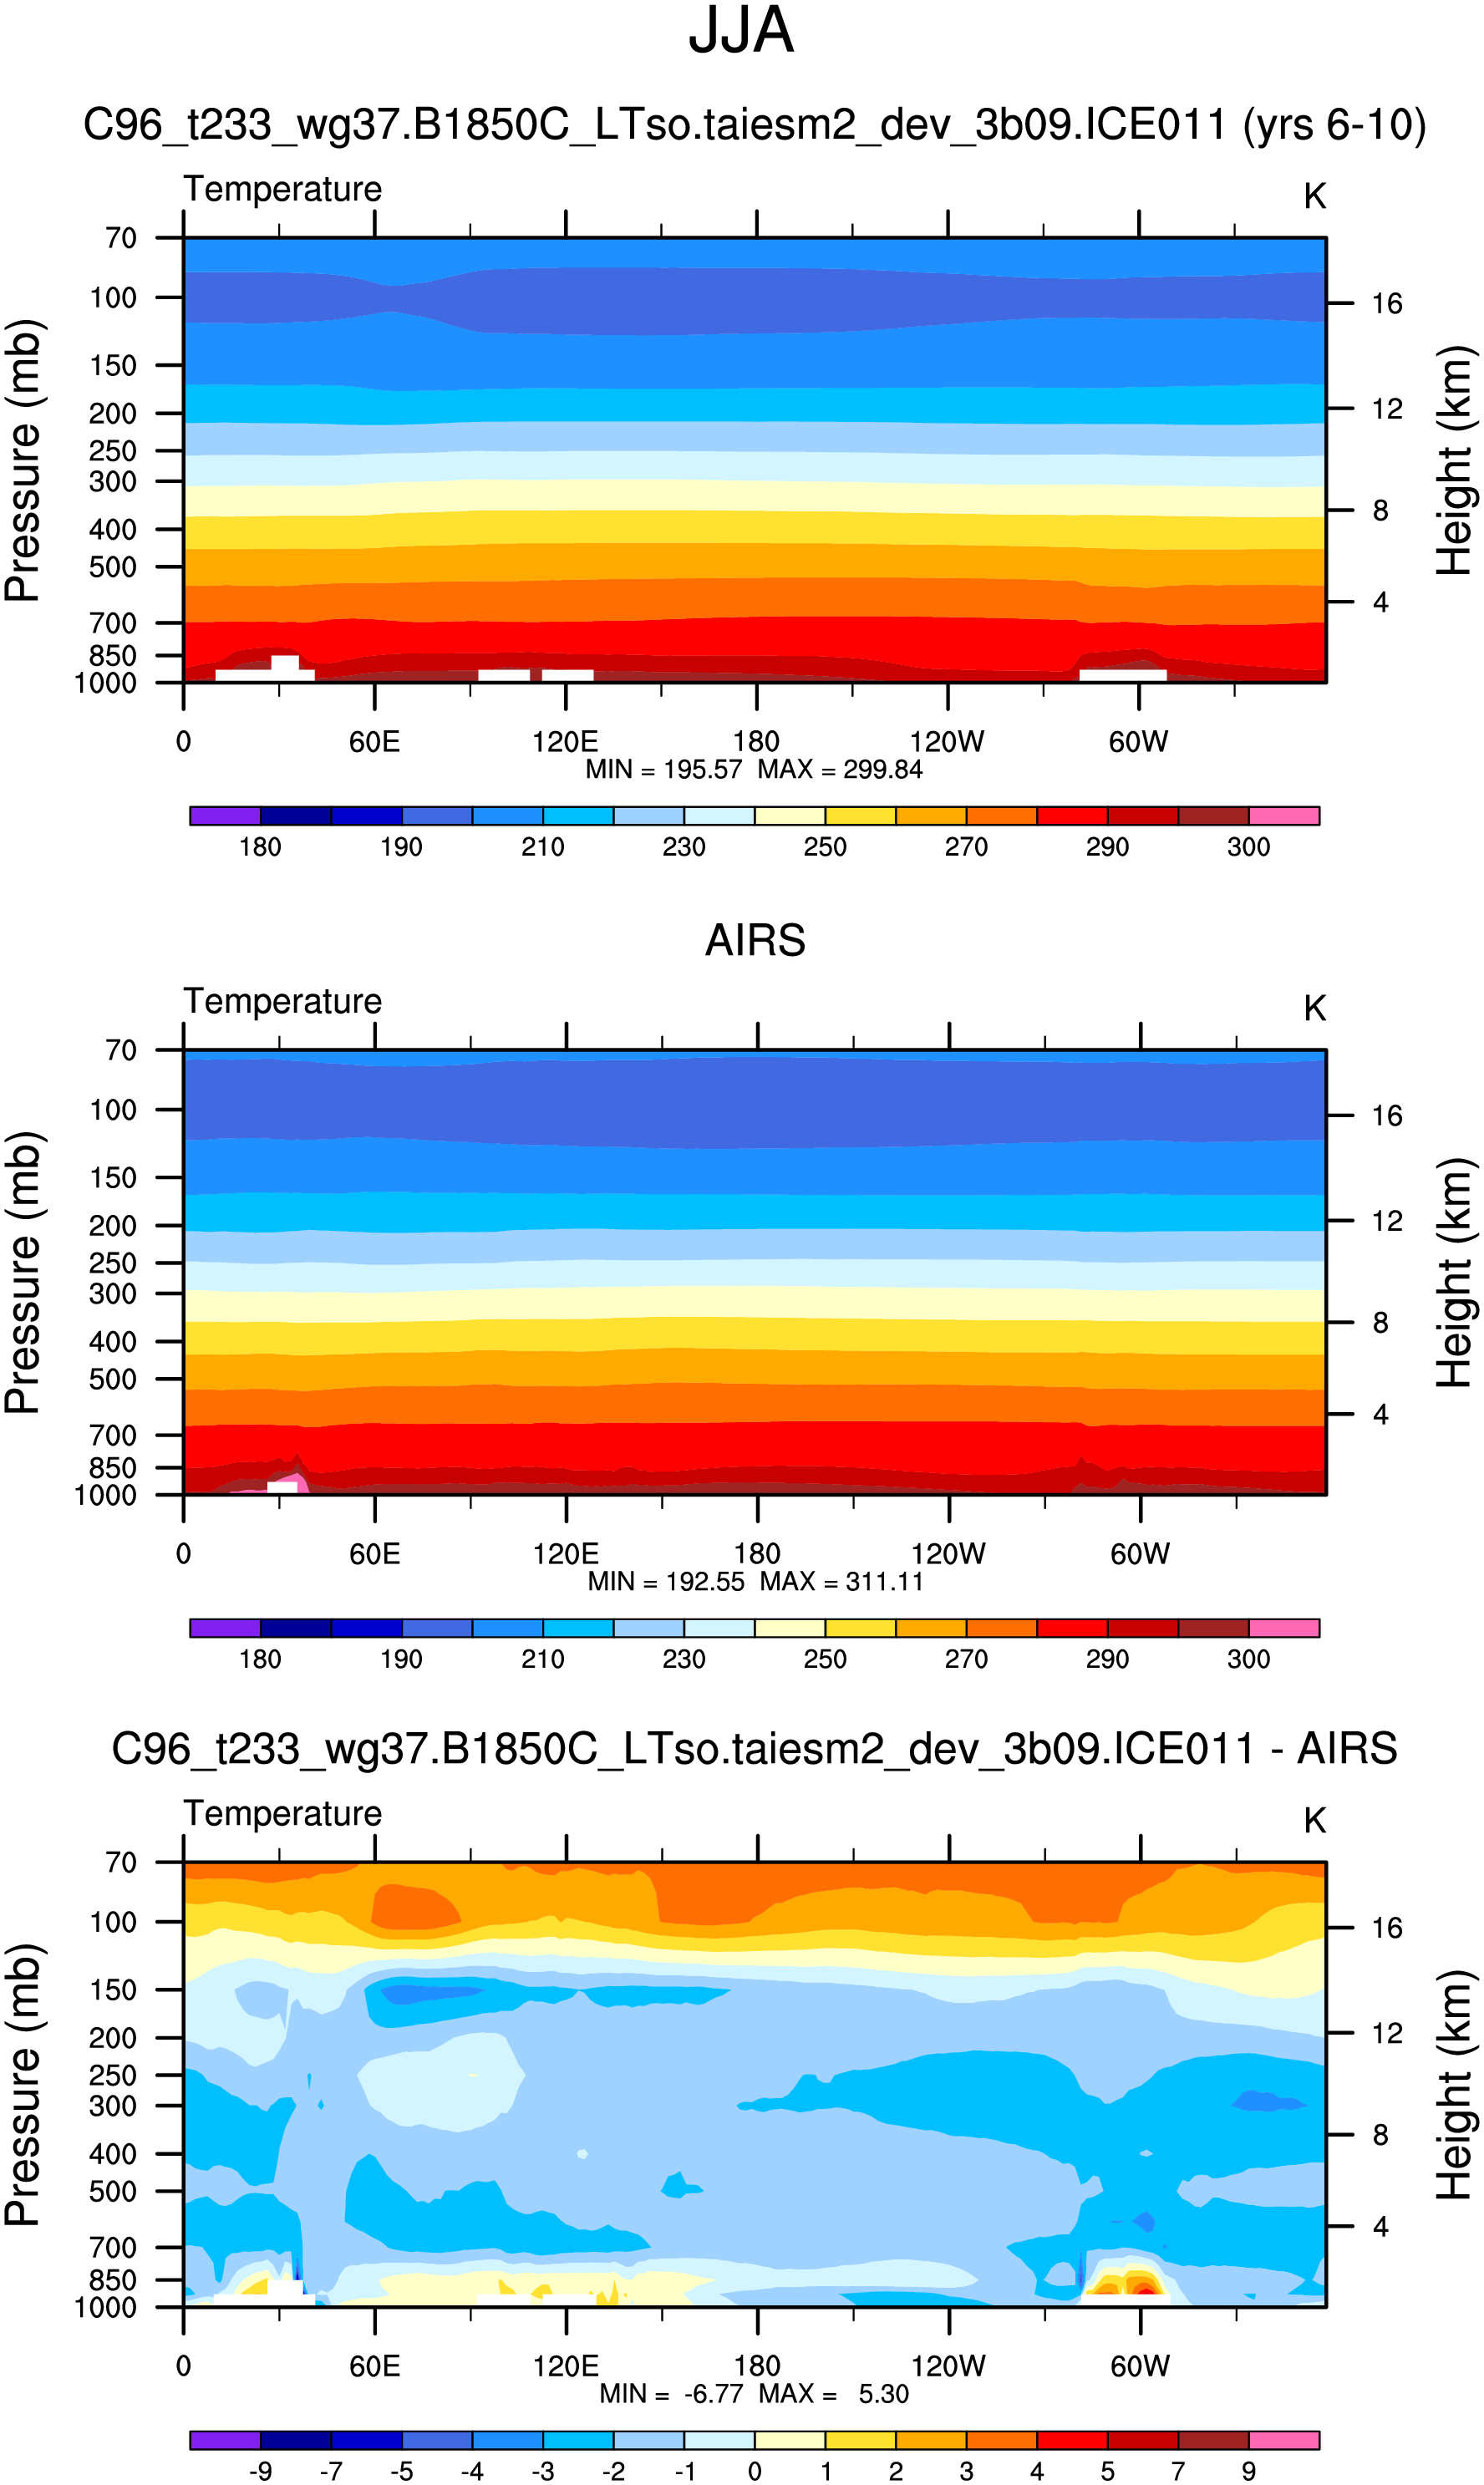 JJA
C96_t233_wg37.B1850C_LTso.taiesm2_dev_3b09.ICE011 (yrs 6-10)
Temperature K
Pressure (mb)
70
100
150
200
250
300
400
500
700
850
1000
16
12
8
4
Height (km)
0 60E 120E 180 120W 60W
MIN = 195.57 MAX = 299.84
180 190 210 230 250 270 290 300
AIRS
Temperature K
Pressure (mb)
70
100
150
200
250
300
400
500
700
850
1000
16
12
8
4
Height (km)
0 60E 120E 180 120W 60W
MIN = 192.55 MAX = 311.11
180 190 210 230 250 270 290 300
C96_t233_wg37.B1850C_LTso.taiesm2_dev_3b09.ICE011 - AIRS
Temperature K
Pressure (mb)
70
100
150
200
250
300
400
500
700
850
1000
16
12
8
4
Height (km)
0 60E 120E 180 120W 60W
MIN = -6.77 MAX = 5.30
-9 -7 -5 -4 -3 -2 -1 0 1 2 3 4 5 7 9